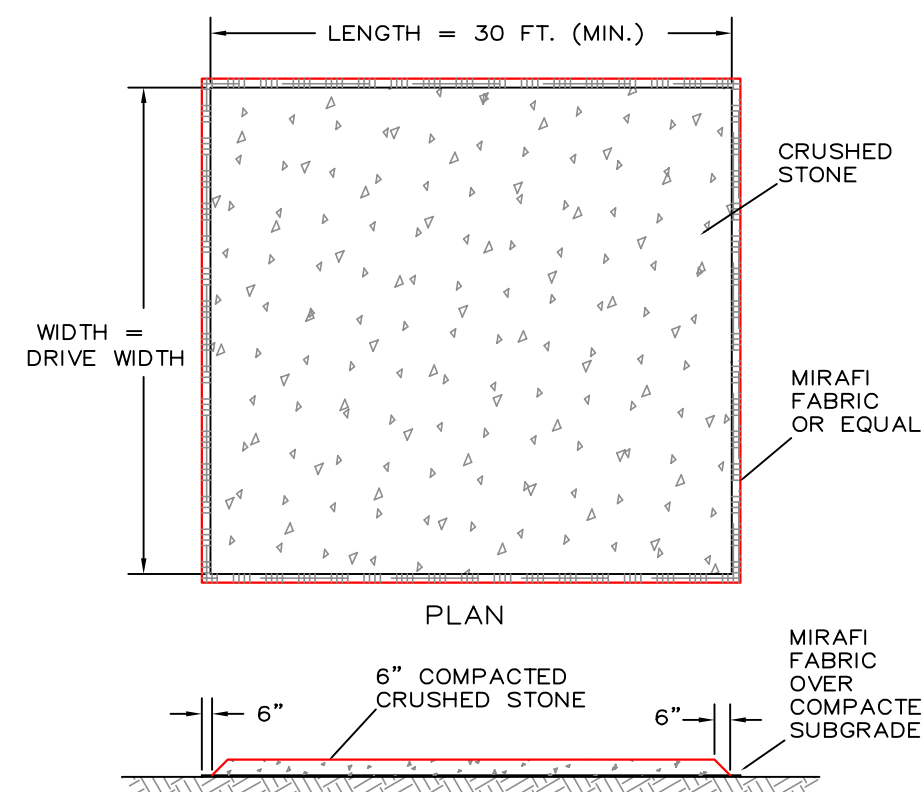 LENGTH = 30 FT. (MIN.)
CRUSHED
STONE
WIDTH =
DRIVE WIDTH
MIRAFI
FABRIC
OR EQUAL
PLAN
MIRAFI
FABRIC
OVER
COMPACTE
SUBGRADE
6” COMPACTED
CRUSHED STONE
6”
6”